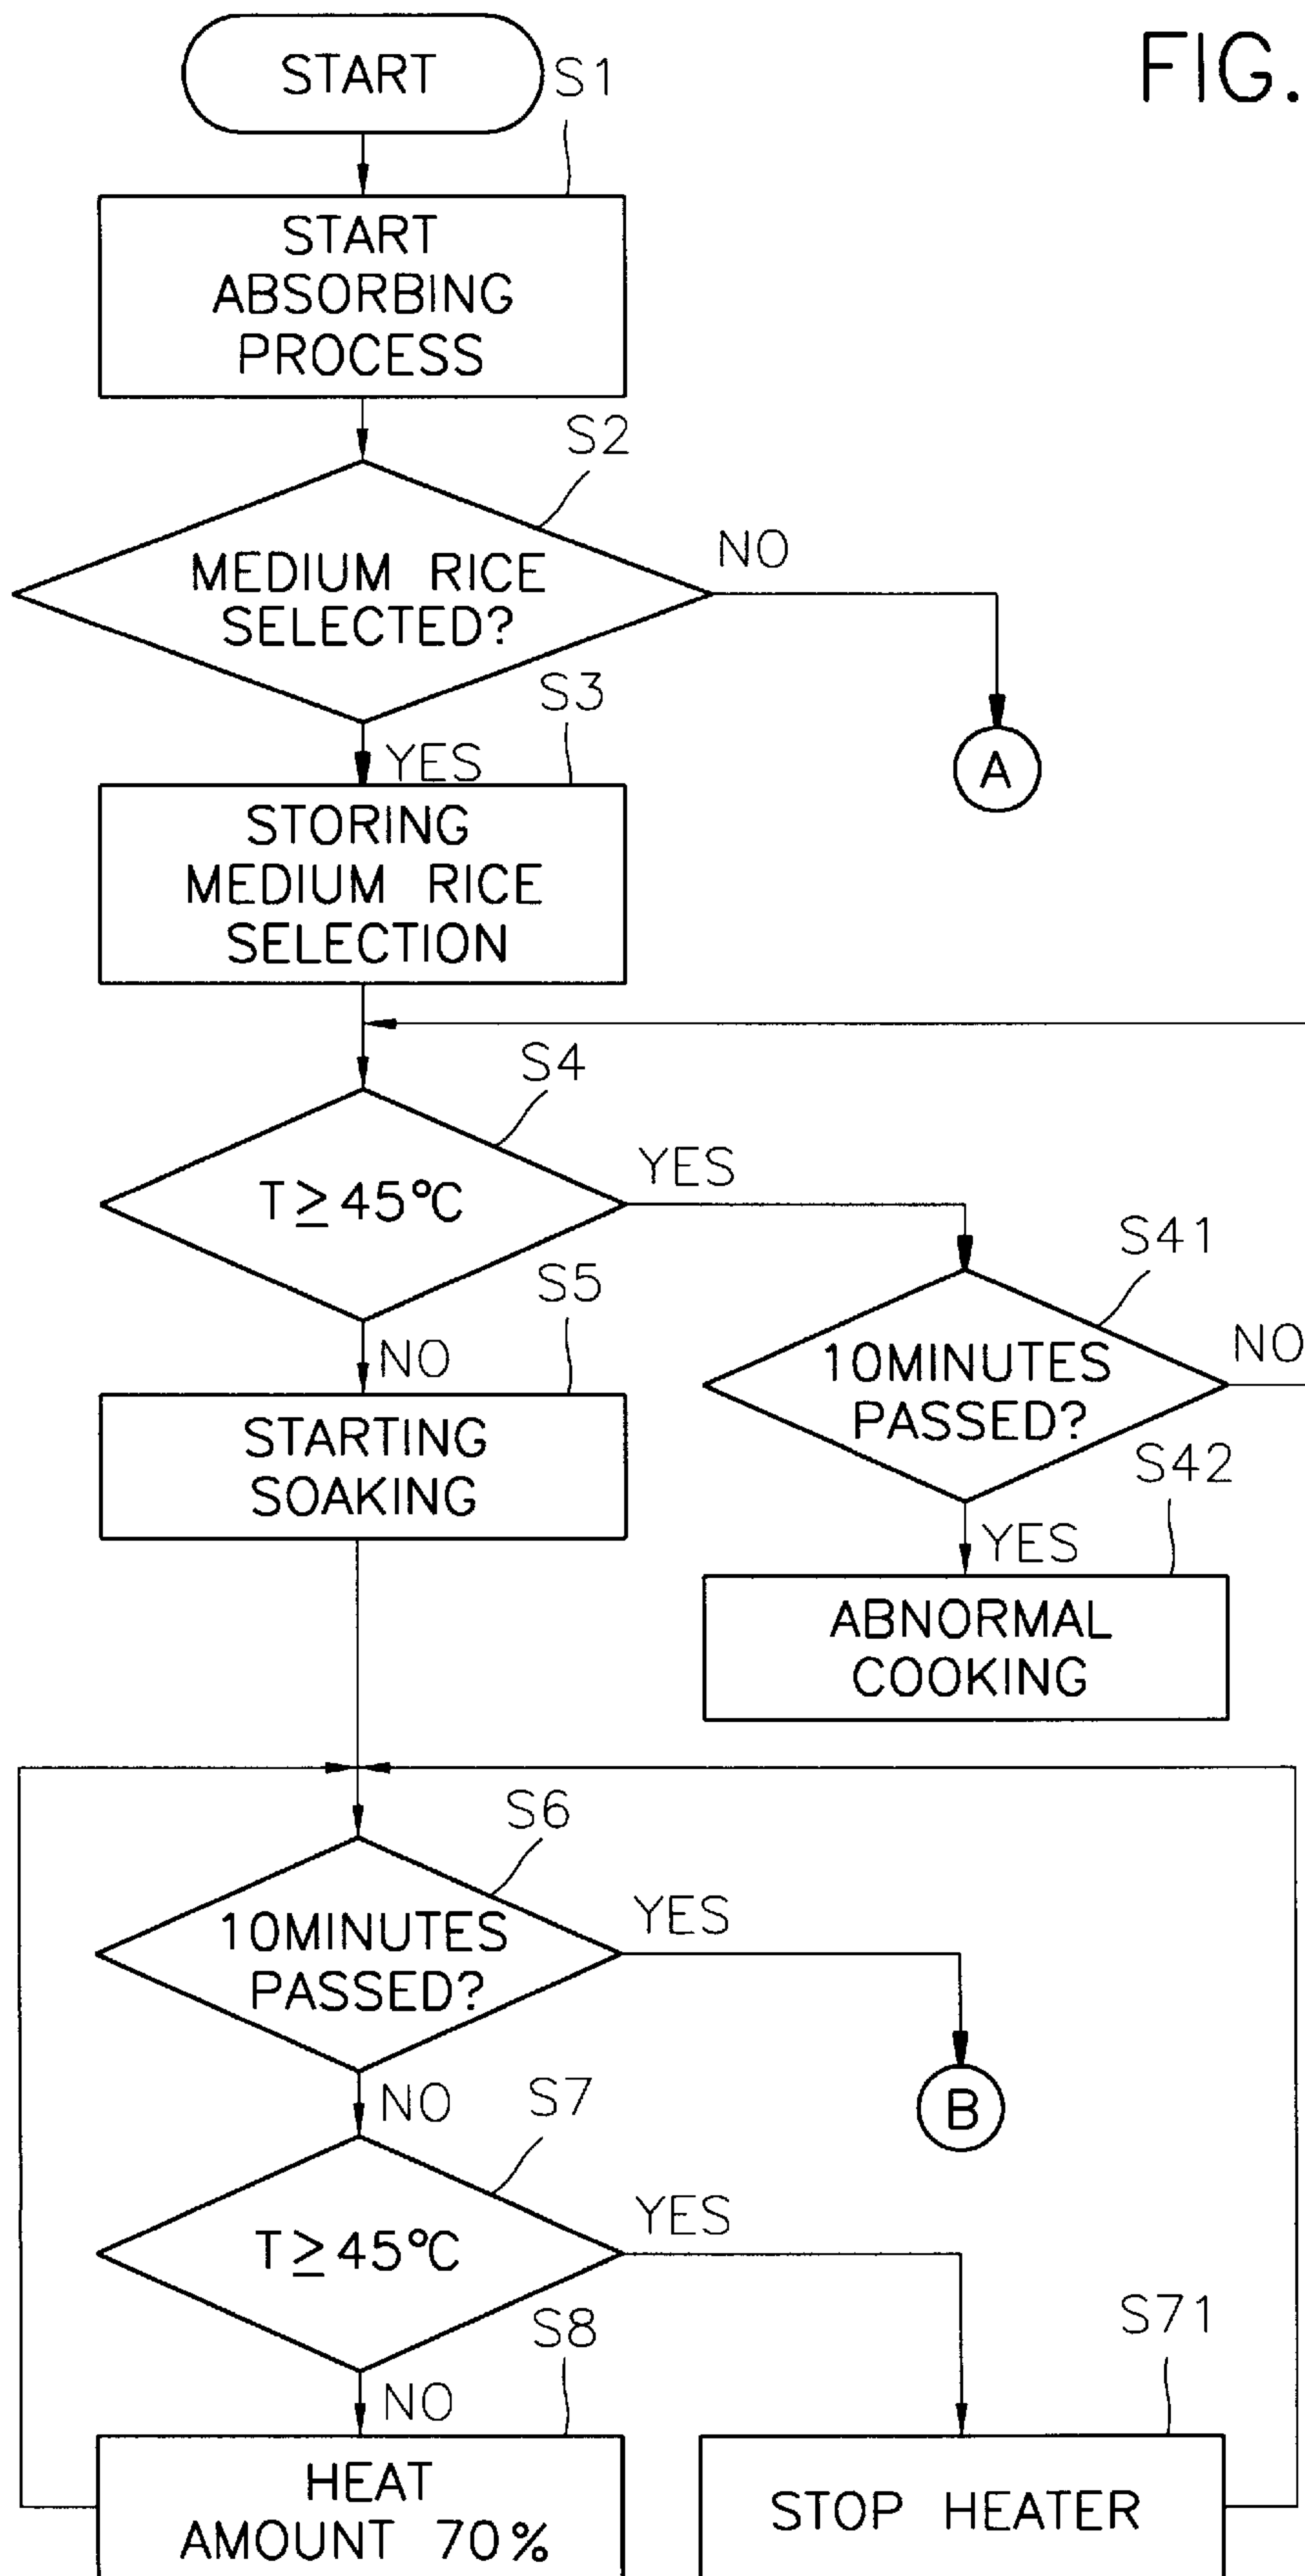 FIG.
START
S1
START
ABSORBING
PROCESS
S2
MEDIUM RICE
SELECTED?
NO
A
YES
S3
STORING
MEDIUM RICE
SELECTION
S4
T≥45°C
YES
S41
10MINUTES
PASSED?
NO
S42
YES
ABNORMAL
COOKING
NO
S5
STARTING
SOAKING
S6
10MINUTES
PASSED?
YES
B
NO
S7
T≥45°C
YES
S71
STOP HEATER
NO
S8
HEAT
AMOUNT 70%